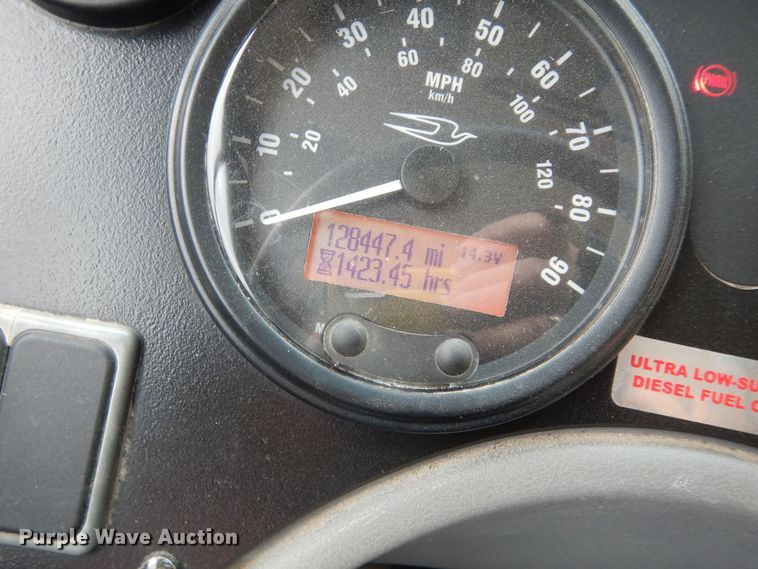 0 10 20 30 40 50 60 70 80 90
20 40 60 80 100 120
MPH
km/h
PARK
128447.4 mi 14.3V
1423.45 hrs
M
ULTRA LOW-SU
DIESEL FUEL O
Purple Wave Auction